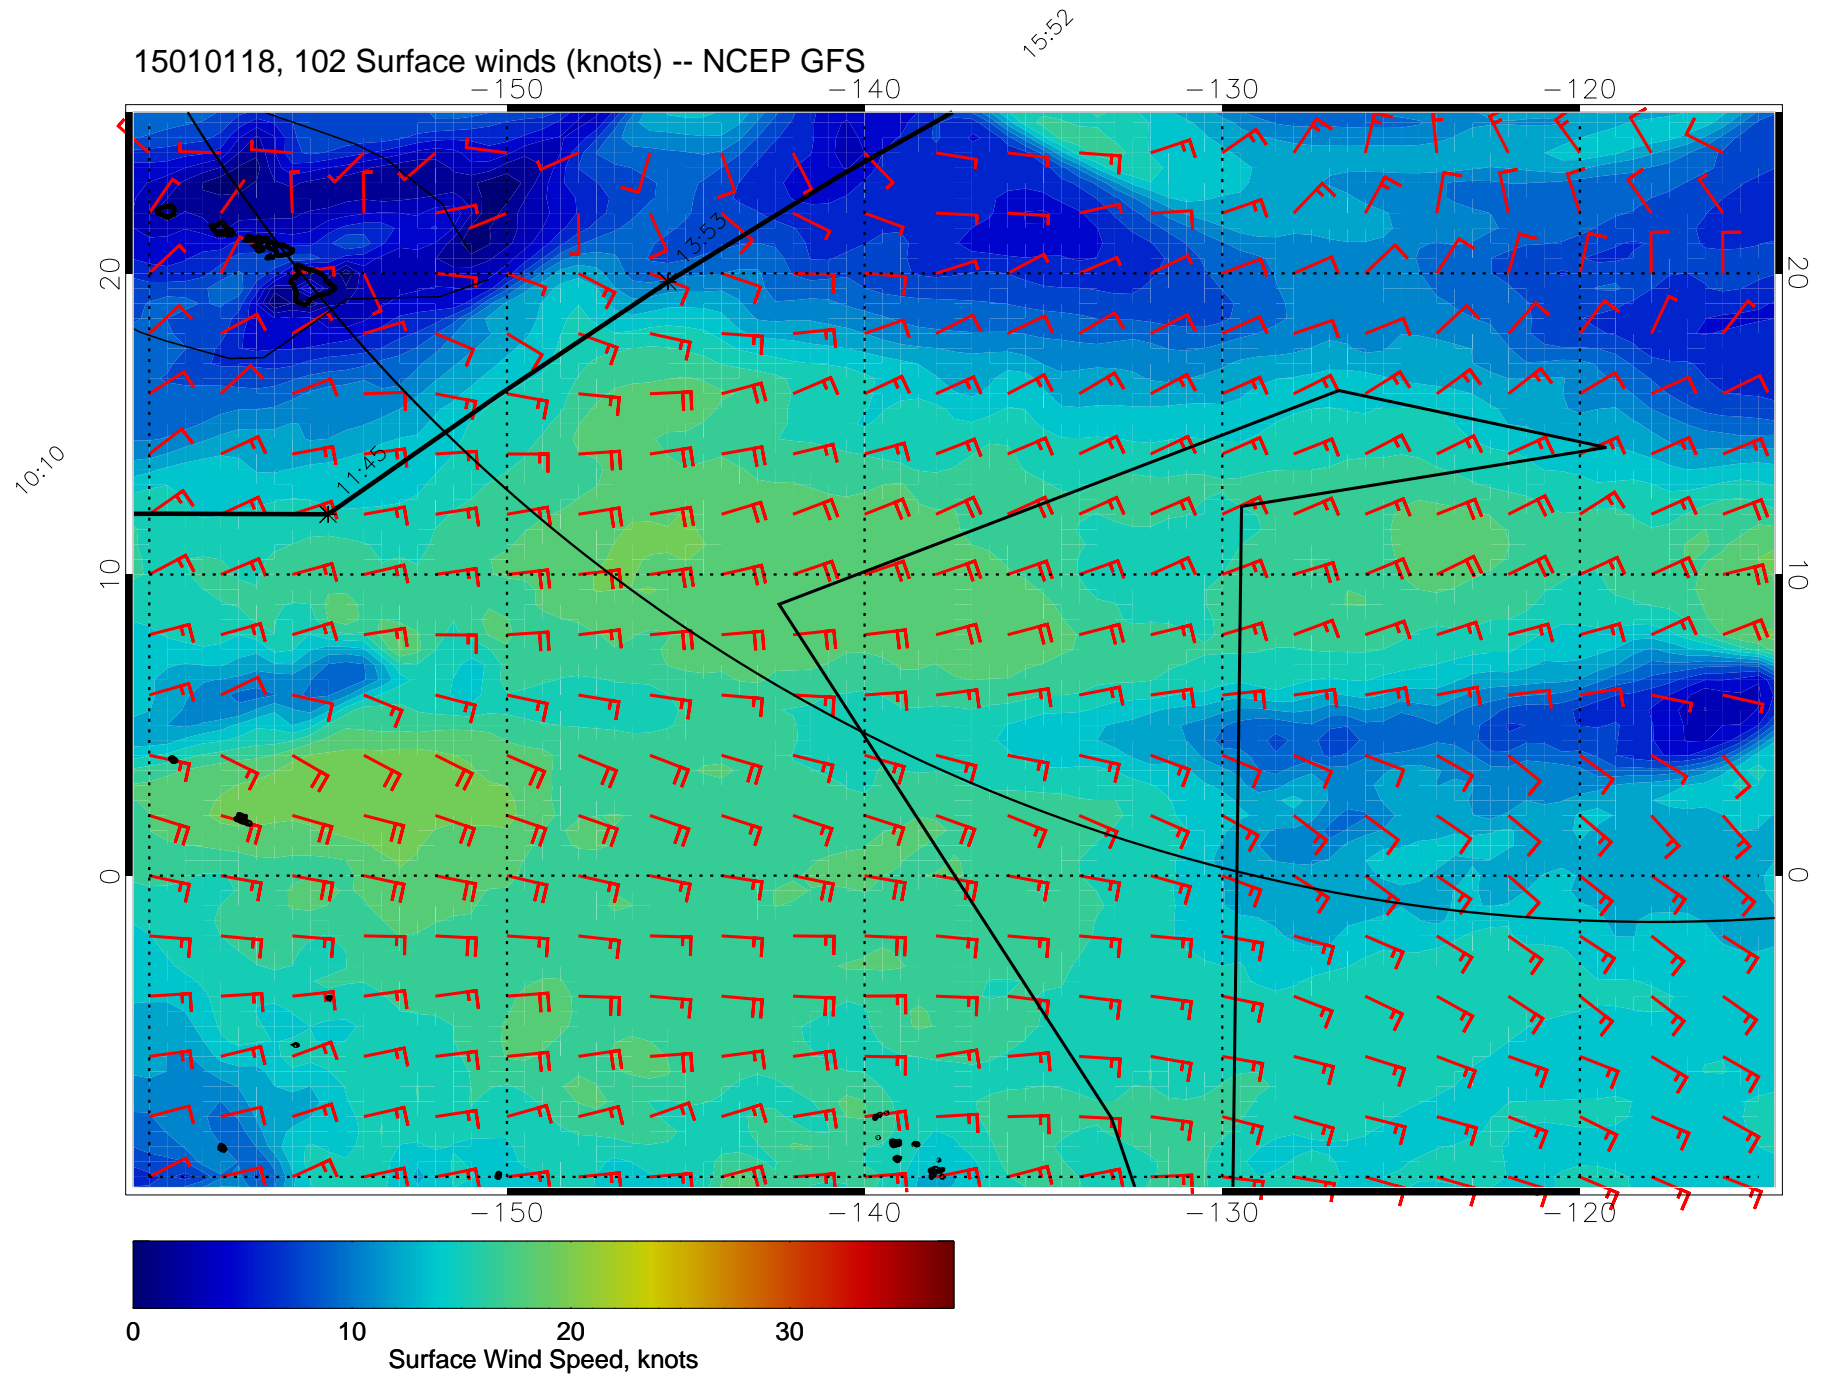 15:52
15010118, 102 Surface winds (knots) -- NCEP GFS
-150 -140 -130 -120
13:53
20 20
11:45
10:10
10 10
0 0
-150 -140 -130 -120
0 10 20 30
Surface Wind Speed, knots